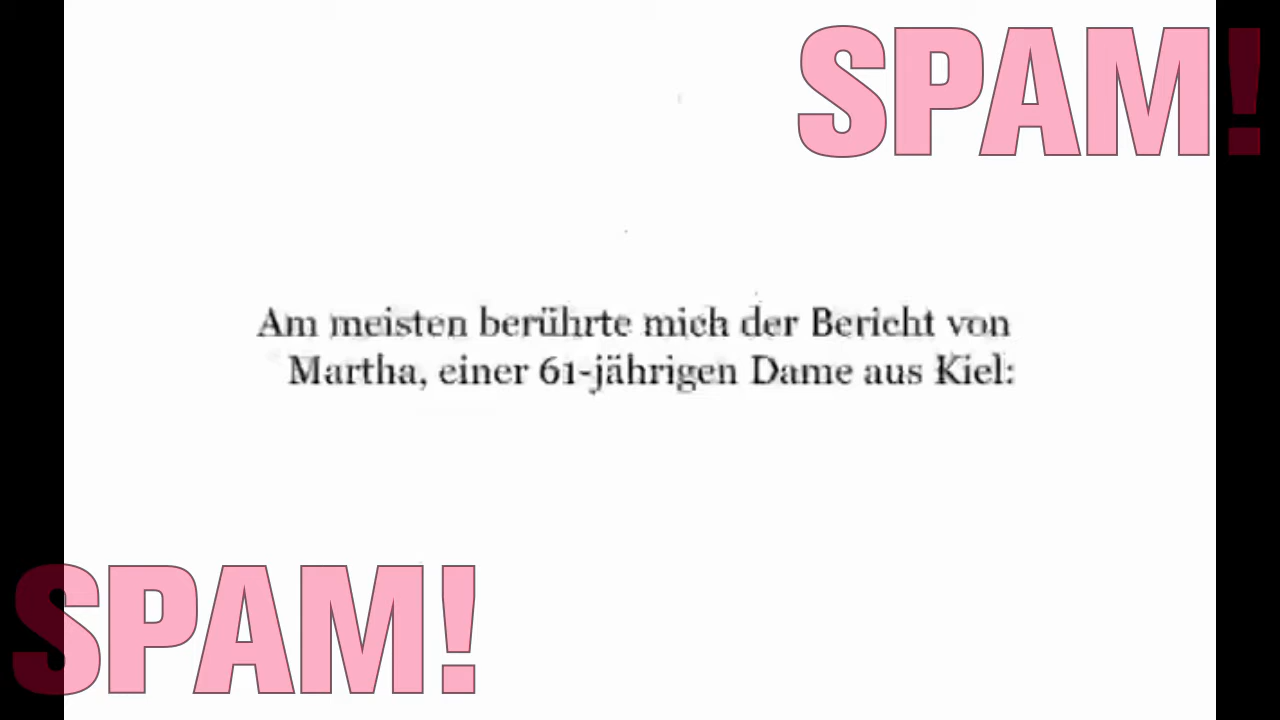 SPAM!
Am meisten berührte mich der Bericht von
Martha, einer 61-jährigen Dame aus Kiel:
SPAM!